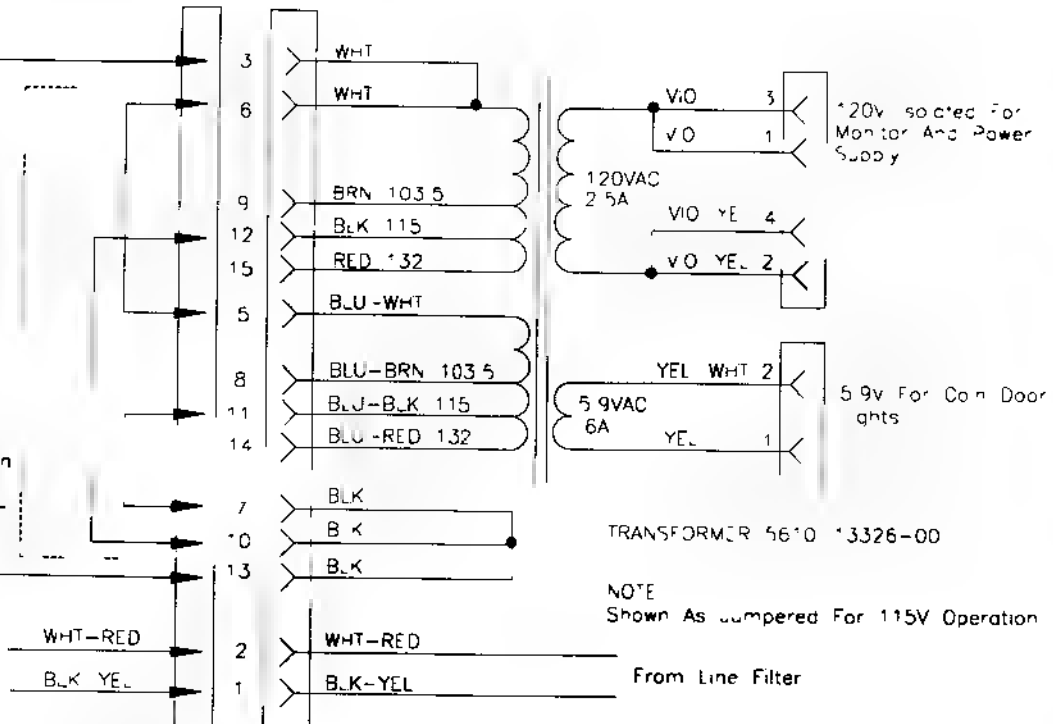 3 WHT
6 WHT
9 BRN 103.5
12 BLK 115
15 RED 132
5 BLU-WHT
8 BLU-BRN 103.5
11 BLU-BLK 115
14 BLU-RED 132
n
7 BLK
10 BLK
13 BLK
WHT-RED 2 WHT-RED
BLK YEL 1 BLK-YEL
From Line Filter
VIO 3
VIO 1
120VAC
2.5A
VIO YEL 4
VIO YEL 2
120V Isolated For
Monitor And Power
Supply
YEL WHT 2
5.9VAC
6A
YEL 1
5.9V For Coin Door
TRANSFORMER 5610 13326-00
NOTE
Shown As Jumpered For 115V Operation